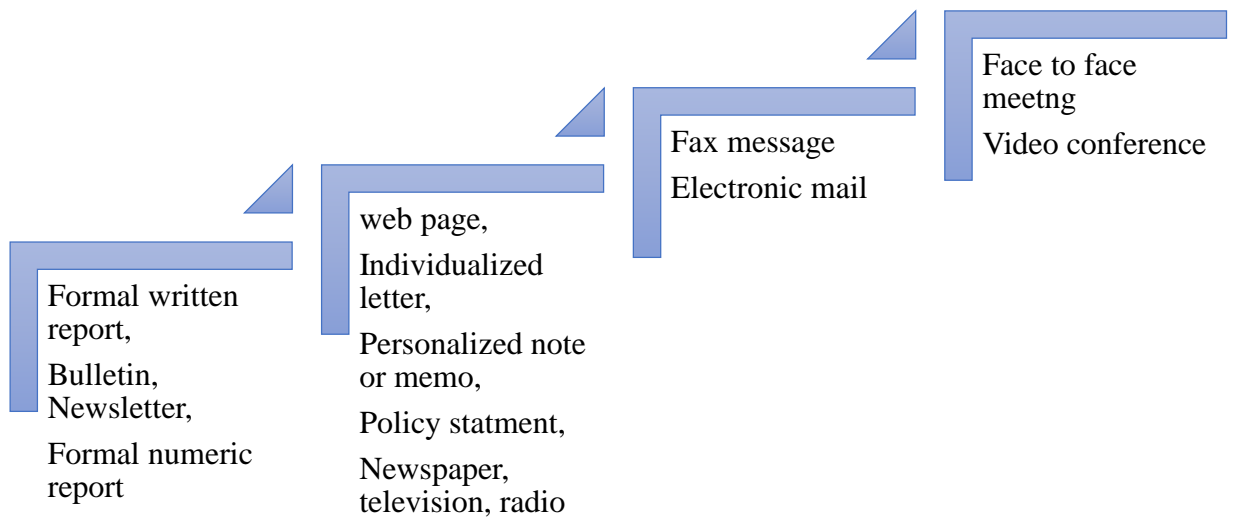 Formal written
report,
Bulletin,
Newsletter,
Formal numeric
report
web page,
Individualized
letter,
Personalized note
or memo,
Policy statment,
Newspaper,
television, radio
Fax message
Electronic mail
Face to face
meetng
Video conference